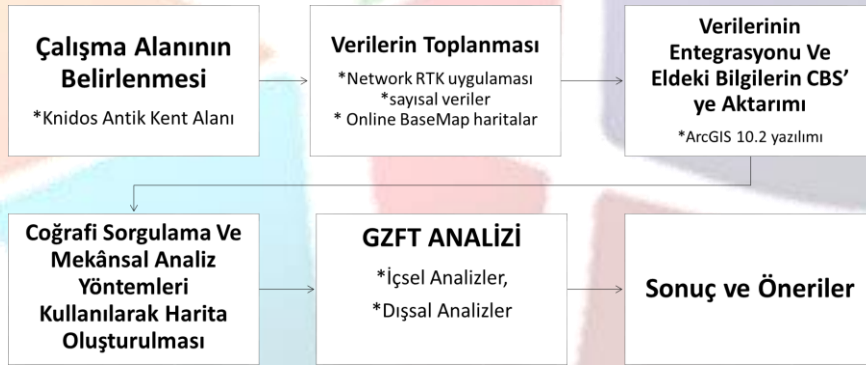 Çalışma Alanının
Belirlenmesi
*Knidos Antik Kent Alanı
Verilerin Toplanması
*Network RTK uygulaması
*sayısal veriler
* Online BaseMap haritalar
Verilerinin
Entegrasyonu Ve
Eldeki Bilgilerin CBS'
ye Aktarımı
*ArcGIS 10.2 yazılımı
Coğrafi Sorgulama Ve
Mekânsal Analiz
Yöntemleri
Kullanılarak Harita
Oluşturulması
GZFT ANALİZİ
*İçsel Analizler,
*Dışsal Analizler
Sonuç ve Öneriler